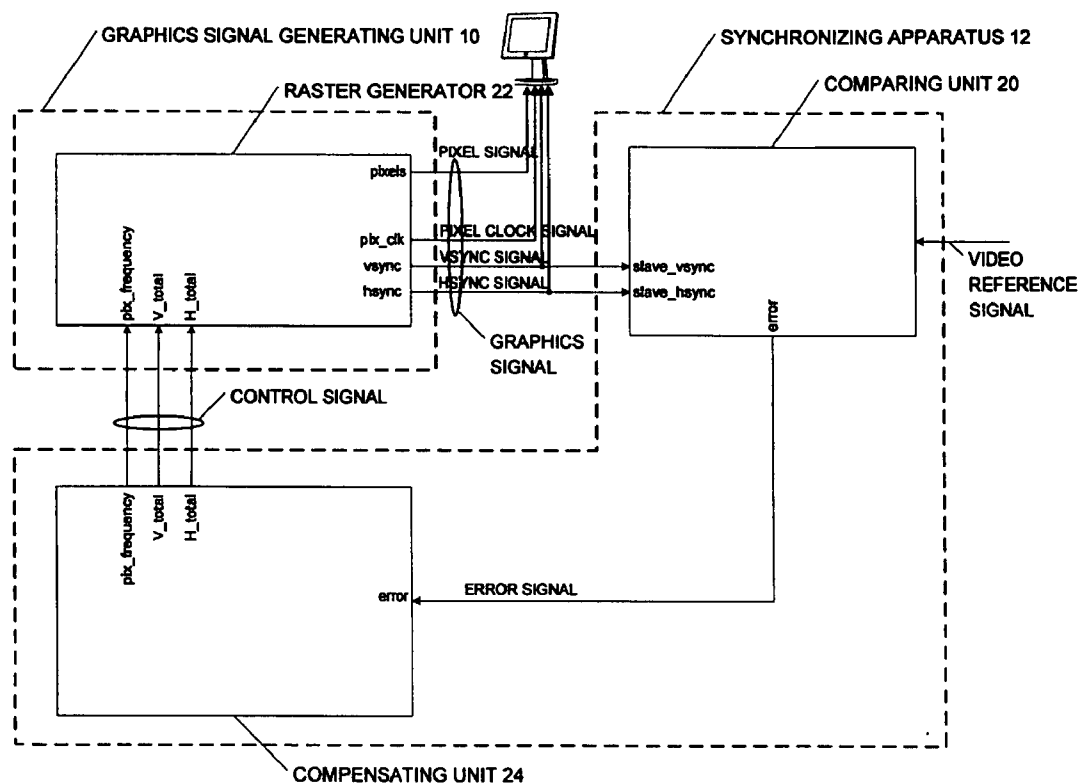 GRAPHICS SIGNAL GENERATING UNIT 10
SYNCHRONIZING APPARATUS 12
RASTER GENERATOR 22
COMPARING UNIT 20
PIXEL SIGNAL
pixels
pix_clk
PIXEL CLOCK SIGNAL
vsync
VSYNC SIGNAL
hsync
HSYNC SIGNAL
pix_frequency
V_total
H_total
slave_vsync
slave_hsync
error
VIDEO
REFERENCE
SIGNAL
GRAPHICS
SIGNAL
CONTROL SIGNAL
pix_frequency
V_total
H_total
error
ERROR SIGNAL
COMPENSATING UNIT 24